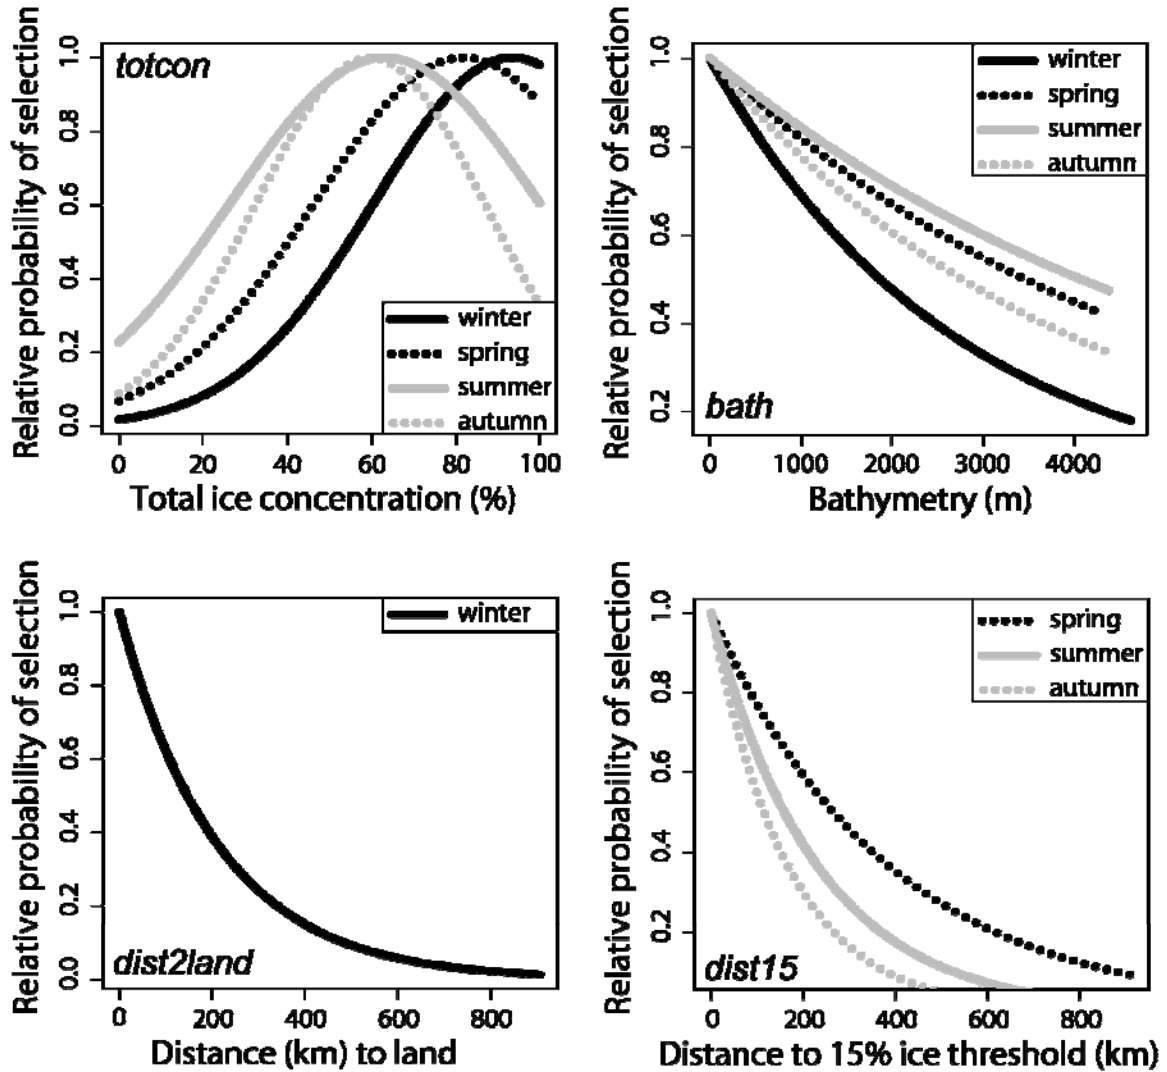 Relative probability of selection
1.0
0.8
0.6
0.4
0.2
0.0
totcon
winter
spring
summer
autumn
0 20 40 60 80 100
Total ice concentration (%)
Relative probability of selection
1.0
0.8
0.6
0.4
0.2
winter
spring
summer
autumn
bath
0 1000 2000 3000 4000
Bathymetry (m)
Relative probability of selection
1.0
0.8
0.6
0.4
0.2
0.0
winter
dist2land
0 200 400 600 800
Distance (km) to land
Relative probability of selection
1.0
0.8
0.6
0.4
0.2
spring
summer
autumn
dist15
0 200 400 600 800
Distance to 15% ice threshold (km)